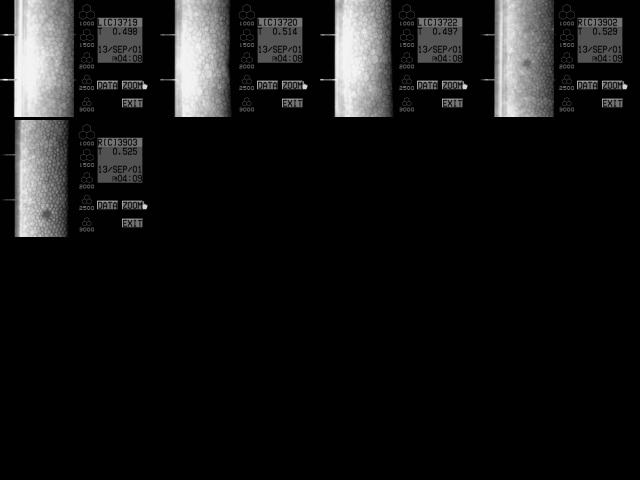 1000 L[C]3719
T 0.498
1500
13/SEP/01
2000 PM04:08
2500 DATA ZOOM
3000 EXIT
1000 L[C]3720
T 0.514
1500
13/SEP/01
2000 PM04:08
2500 DATA ZOOM
3000 EXIT
1000 L[C]3722
T 0.497
1500
13/SEP/01
2000 PM04:08
2500 DATA ZOOM
3000 EXIT
1000 R[C]3902
T 0.529
1500
13/SEP/01
2000 PM04:09
2500 DATA ZOOM
3000 EXIT
1000 R[C]3903
T 0.525
1500
13/SEP/01
2000 PM04:09
2500 DATA ZOOM
3000 EXIT